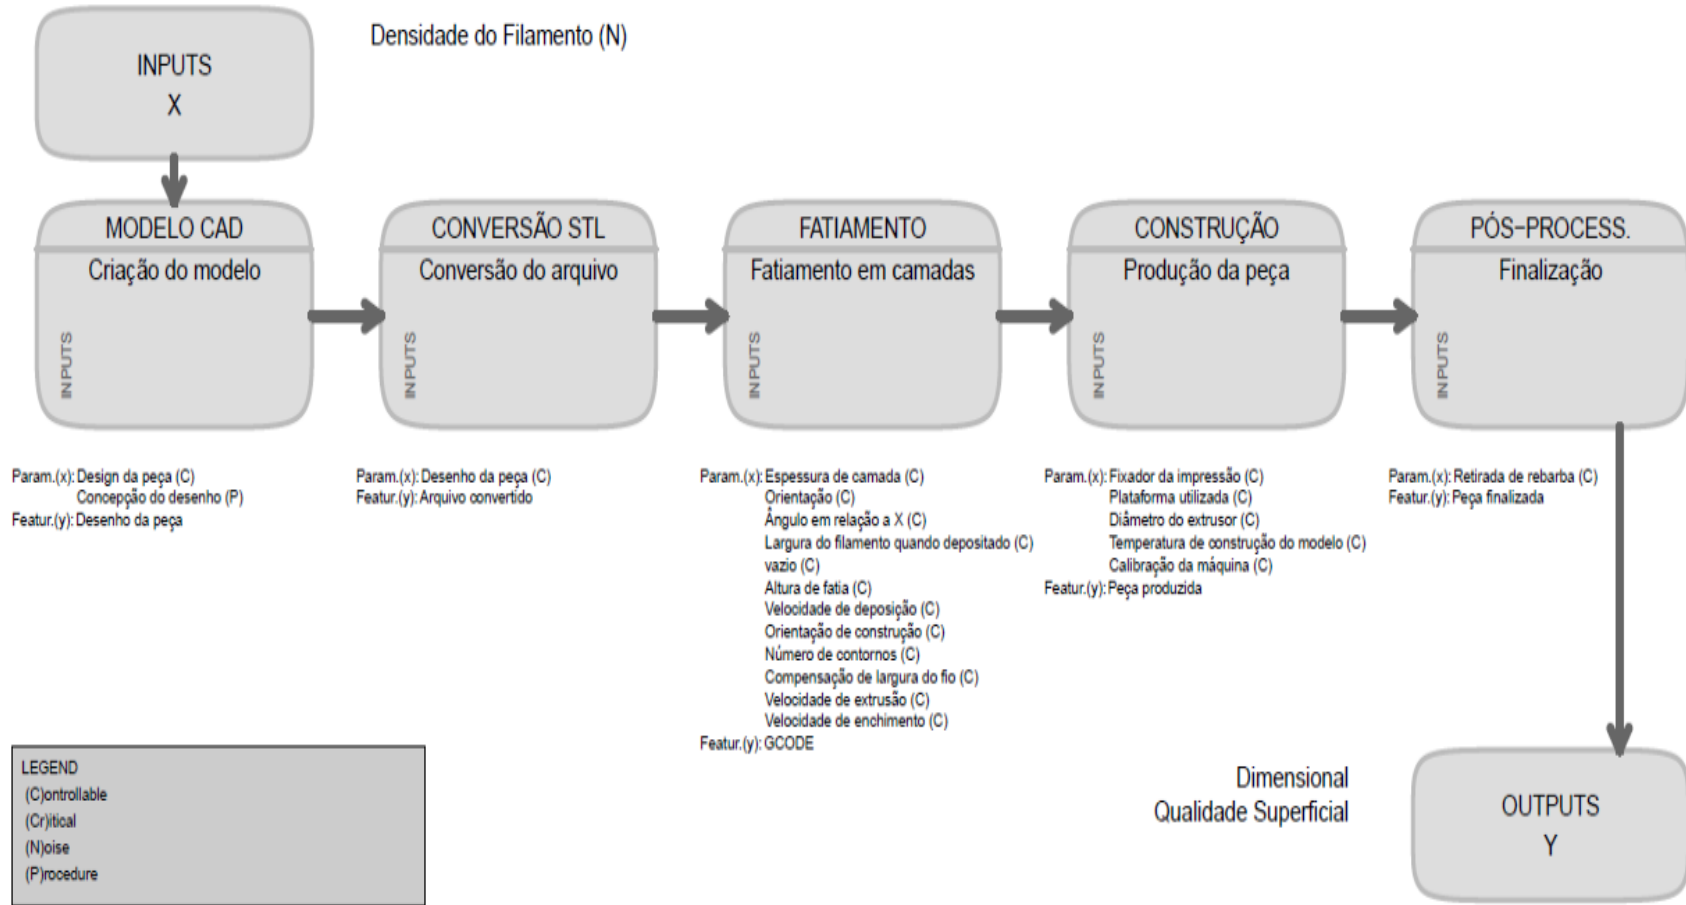 INPUTS
X
Densidade do Filamento (N)
MODELO CAD
Criação do modelo
INPUTS
CONVERSÃO STL
Conversão do arquivo
INPUTS
FATIAMENTO
Fatiamento em camadas
INPUTS
CONSTRUÇÃO
Produção da peça
INPUTS
PÓS-PROCESS.
Finalização
INPUTS
Param.(x): Design da peça (C)
Concepção do desenho (P)
Featur.(y): Desenho da peça
Param.(x): Desenho da peça (C)
Featur.(y): Arquivo convertido
Param.(x): Espessura de camada (C)
Orientação (C)
Ângulo em relação a X (C)
Largura do filamento quando depositado (C)
vazio (C)
Altura de fatia (C)
Velocidade de deposição (C)
Orientação de construção (C)
Número de contornos (C)
Compensação de largura do fio (C)
Velocidade de extrusão (C)
Velocidade de enchimento (C)
Featur.(y): GCODE
Param.(x): Fixador da impressão (C)
Plataforma utilizada (C)
Diâmetro do extrusor (C)
Temperatura de construção do modelo (C)
Calibração da máquina (C)
Featur.(y): Peça produzida
Param.(x): Retirada de rebarba (C)
Featur.(y): Peça finalizada
LEGEND
(C)ontrollable
(Cr)itical
(N)oise
(P)rocedure
Dimensional
Qualidade Superficial
OUTPUTS
Y